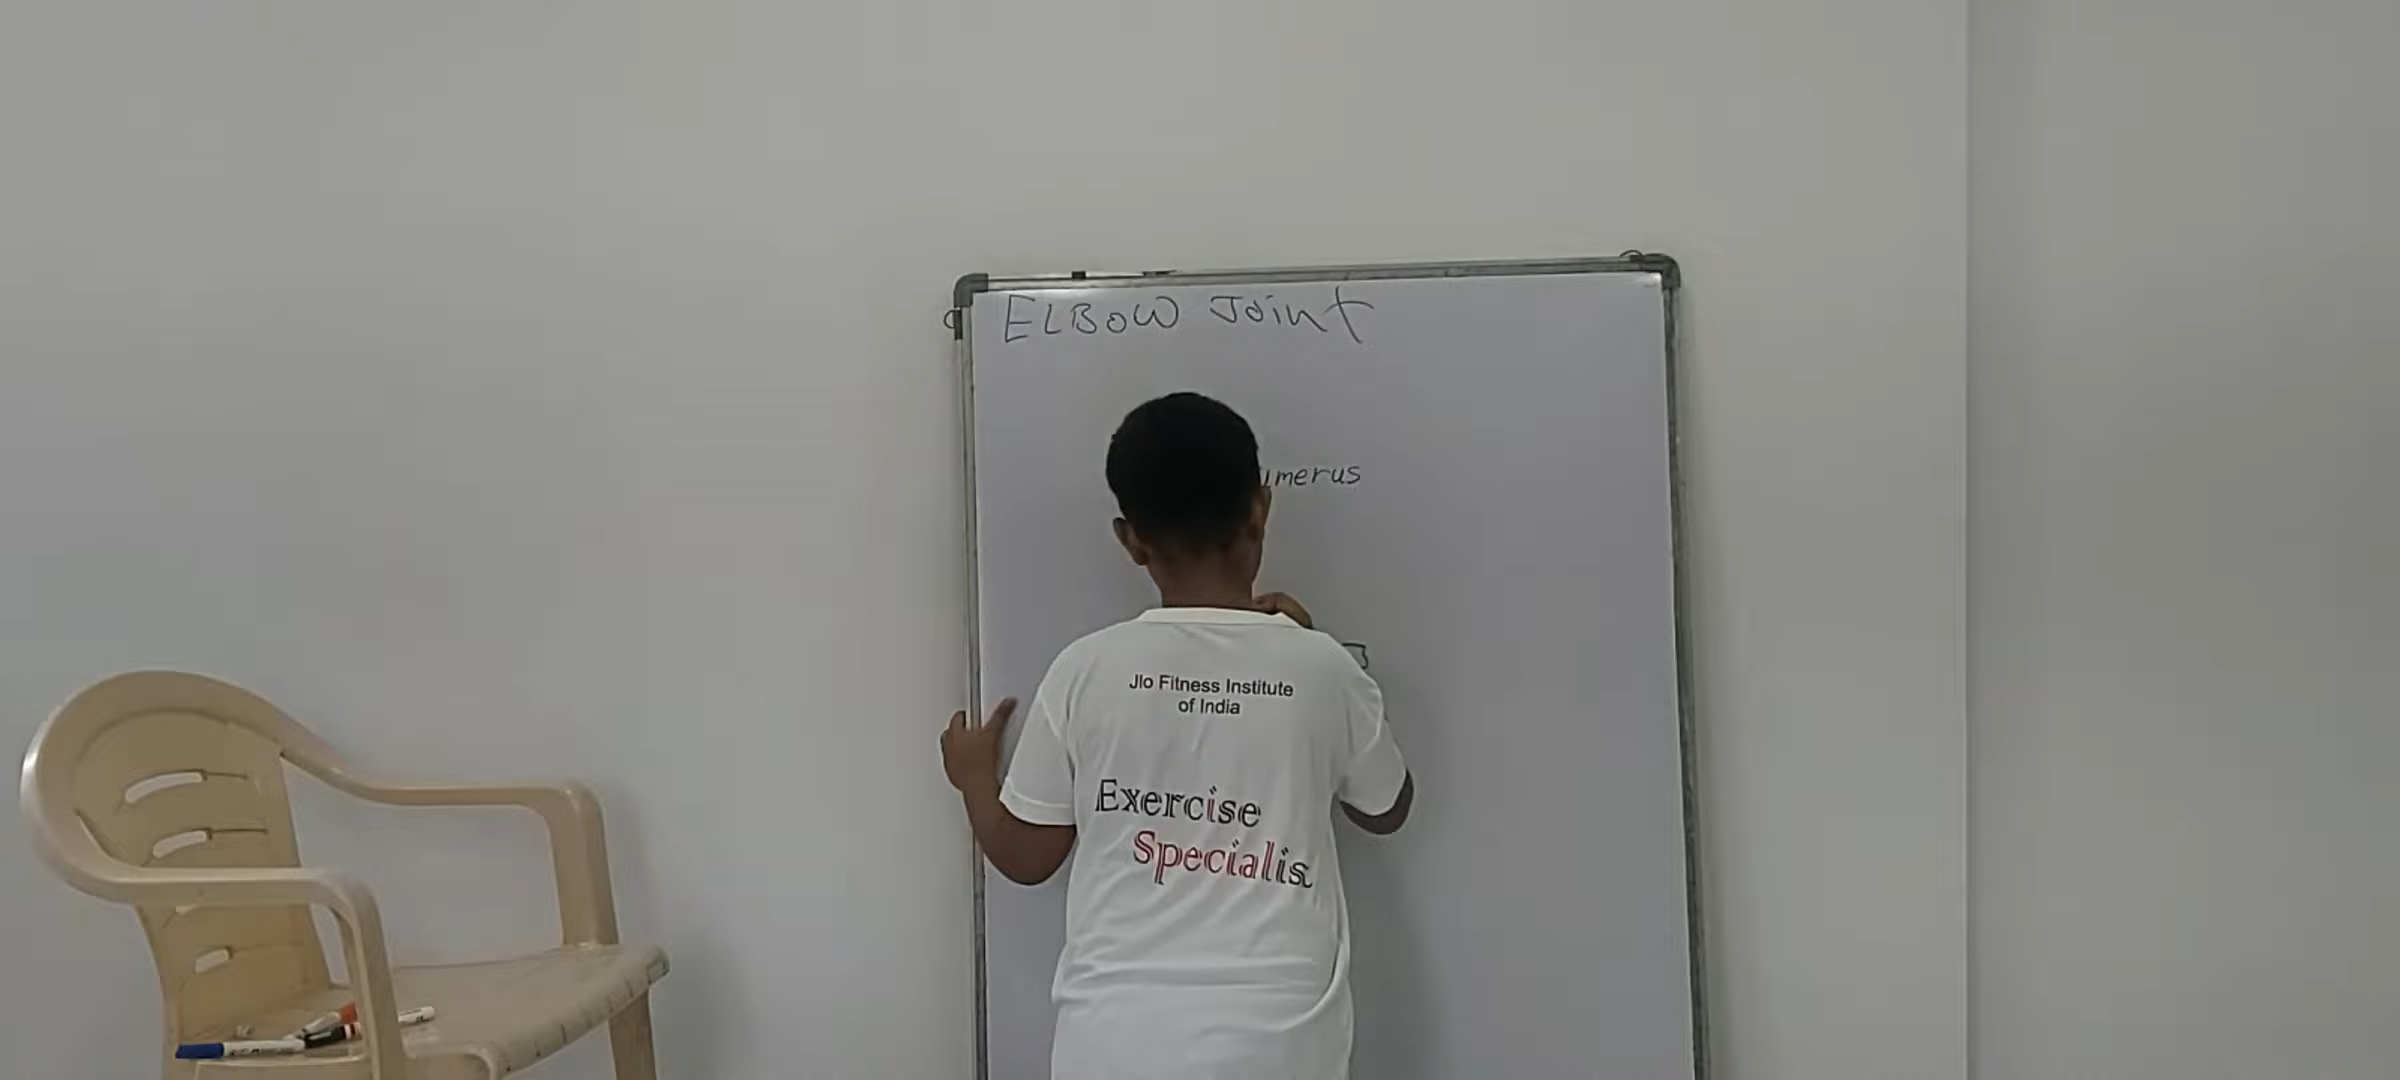 ELBOW Joint
umerus
Jlo Fitness Institute
of India
Exercise
Specialis